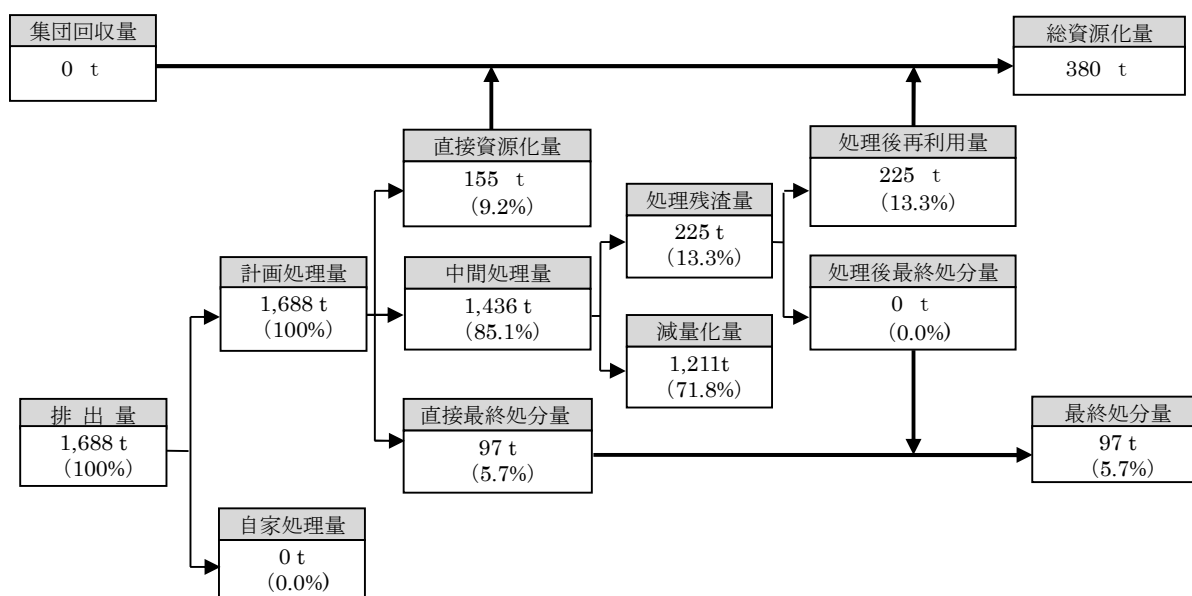 集団回収量
0 t
総資源化量
380 t
直接資源化量
155 t
(9.2%)
処理後再利用量
225 t
(13.3%)
処理残渣量
225 t
(13.3%)
計画処理量
1,688 t
(100%)
中間処理量
1,436 t
(85.1%)
処理後最終処分量
0 t
(0.0%)
減量化量
1,211t
(71.8%)
排 出 量
1,688 t
(100%)
直接最終処分量
97 t
(5.7%)
最終処分量
97 t
(5.7%)
自家処理量
0 t
(0.0%)